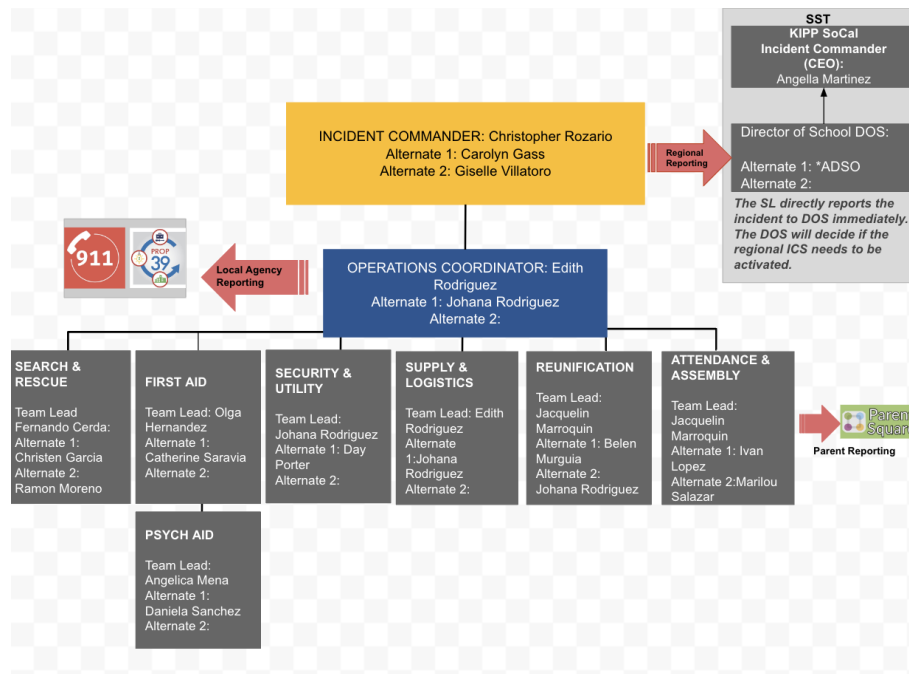 SST
KIPP SoCal
Incident Commander
(CEO):
Angella Martinez
INCIDENT COMMANDER: Christopher Rozario
Alternate 1: Carolyn Gass
Alternate 2: Giselle Villatoro
Regional
Reporting
Director of School DOS:
Alternate 1: *ADSO
Alternate 2:
The SL directly reports the
incident to DOS immediately.
The DOS will decide if the
regional ICS needs to be
activated.
911
PROP
39
Local Agency
Reporting
OPERATIONS COORDINATOR: Edith
Rodriguez
Alternate 1: Johana Rodriguez
Alternate 2:
SEARCH &
RESCUE
Team Lead
Fernando Cerda:
Alternate 1:
Christen Garcia
Alternate 2:
Ramon Moreno
FIRST AID
Team Lead: Olga
Hernandez
Alternate 1:
Catherine Saravia
Alternate 2:
SECURITY &
UTILITY
Team Lead:
Johana Rodriguez
Alternate 1: Day
Porter
Alternate 2:
SUPPLY &
LOGISTICS
Team Lead: Edith
Rodriguez
Alternate
1:Johana
Rodriguez
Alternate 2:
REUNIFICATION
Team Lead:
Jacquelin
Marroquin
Alternate 1: Belen
Murguia
Alternate 2:
Johana Rodriguez
ATTENDANCE &
ASSEMBLY
Team Lead:
Jacquelin
Marroquin
Alternate 1: Ivan
Lopez
Alternate 2:Marilou
Salazar
Parent
Square
Parent Reporting
PSYCH AID
Team Lead:
Angelica Mena
Alternate 1:
Daniela Sanchez
Alternate 2: